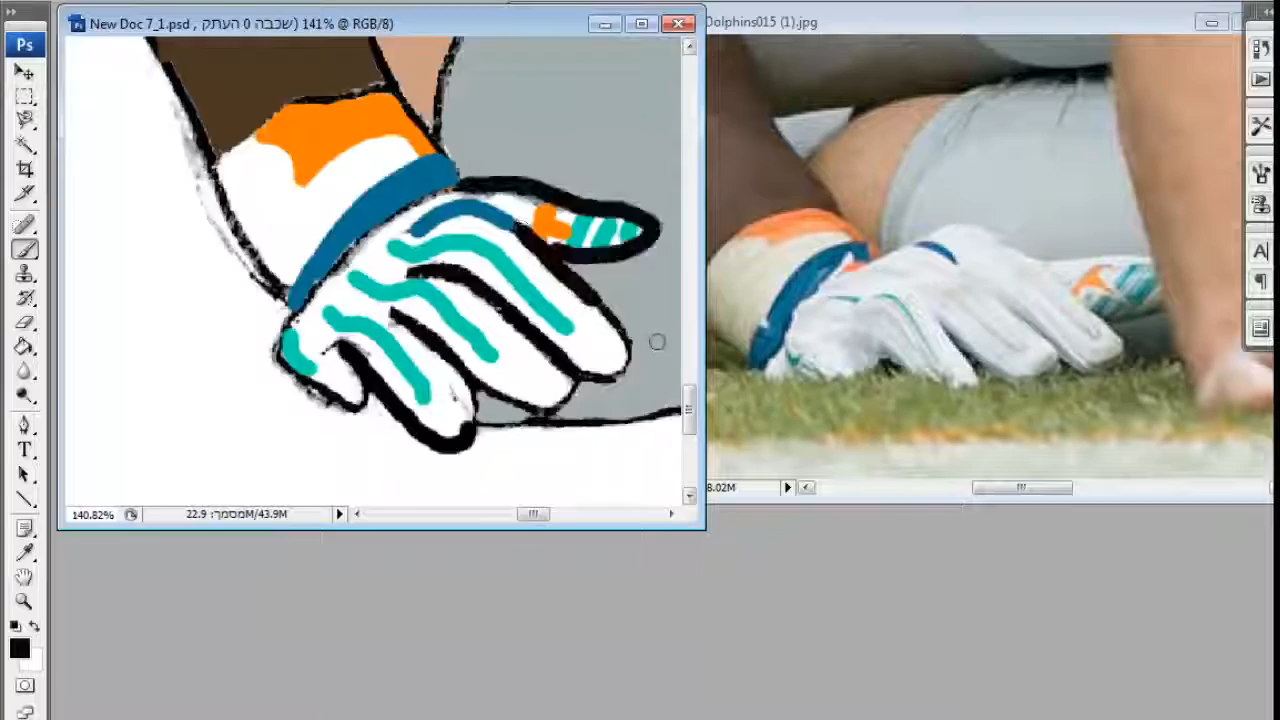 New Doc 7_1.psd , שכבה 0 העתק) 141% @ RGB/8)
Dolphins015 (1).jpg
Ps
T
A
140.82%
22.9 :מסמךM/43.9M
8.02M